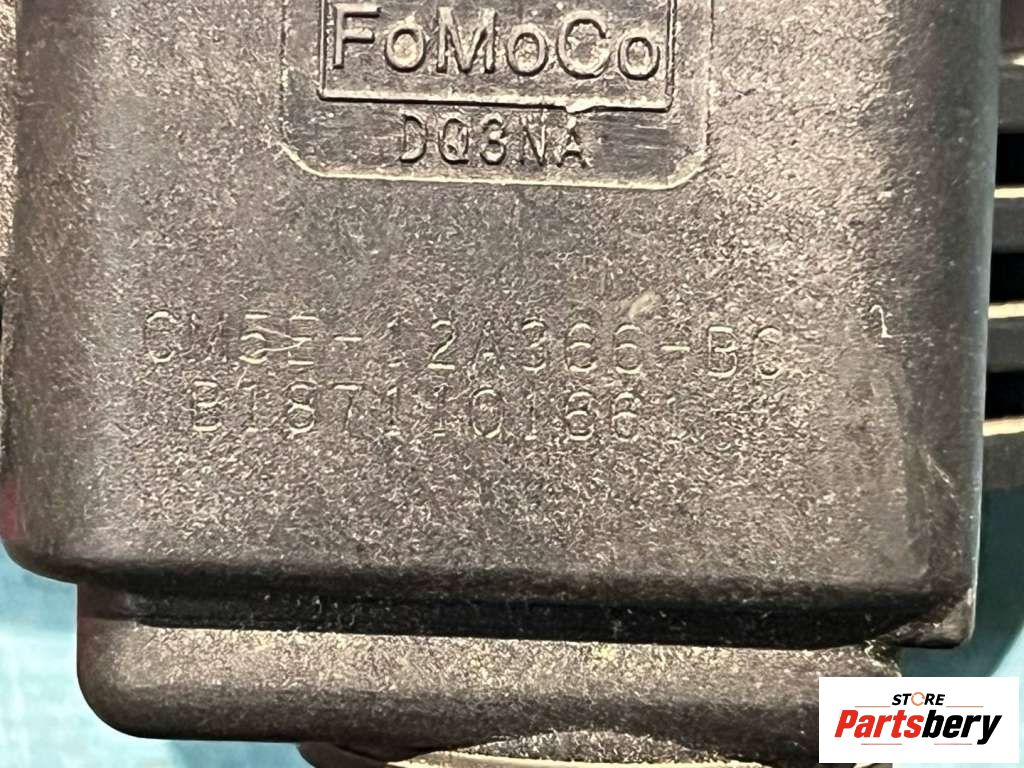 FoMoCo
DQ3NA
CM5E-12A366-BC
STORE
Partsbery